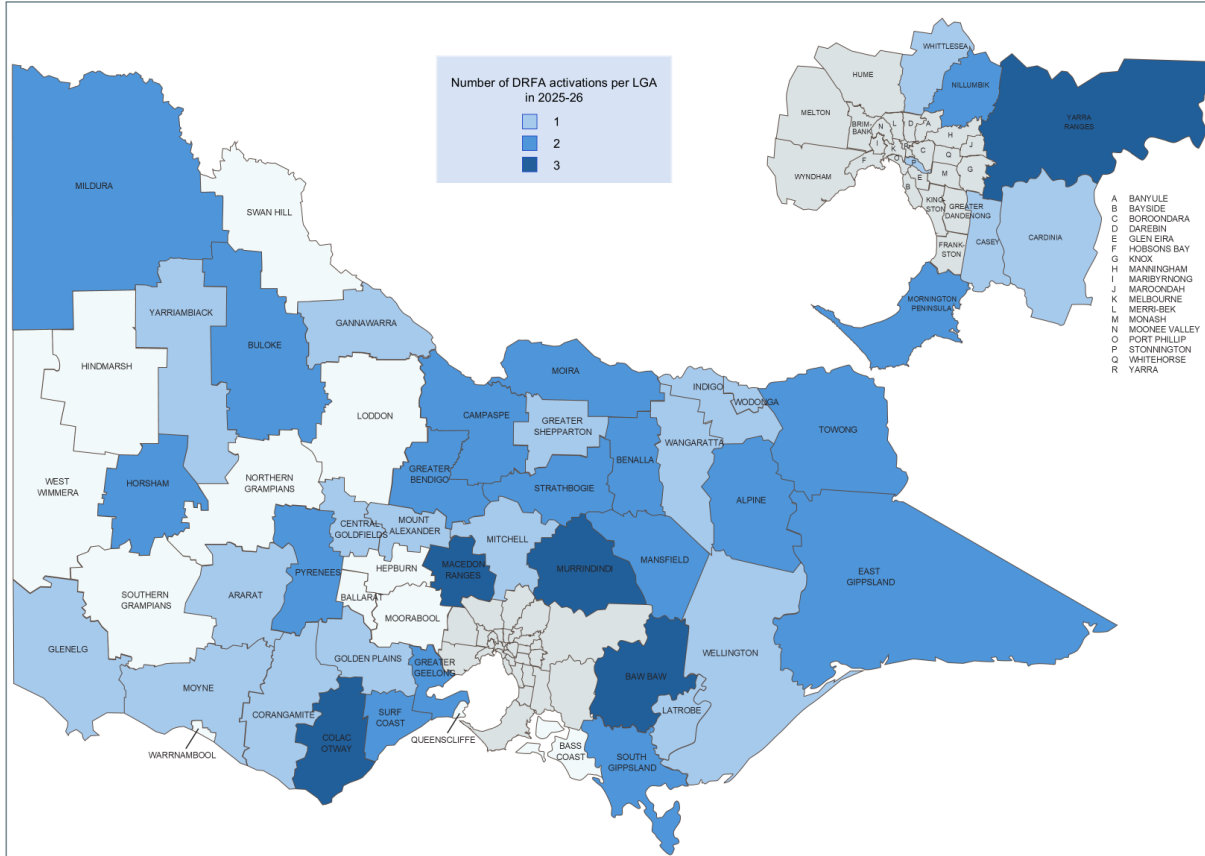 Number of DRFA activations per LGA
in 2025-26
1
2
3
WHITTLESEA
HUME
NILLUMBIK
MELTON
YARRA
RANGES
BRIM-
BANK
N
L
D
A
H
I
K
R
C
J
F
O
P
Q
G
WYNDHAM
E
M
B
KING
STON
GREATER
DANDENONG
FRANK-
STON
CASEY
CARDINIA
MORNINGTON
PENINSULA
A BANYULE
B BAYSIDE
C BOROONDARA
D DAREBIN
E GLEN EIRA
F HOBSONS BAY
G KNOX
H MANNINGHAM
I MARIBYRNONG
J MAROONDAH
K MELBOURNE
L MERRI-BEK
M MONASH
N MOONEE VALLEY
O PORT PHILLIP
P STONNINGTON
Q WHITEHORSE
R YARRA
MILDURA
SWAN HILL
YARRIAMBIACK
GANNAWARRA
BULOKE
HINDMARSH
MOIRA
INDIGO
WODONGA
LODDON
CAMPASPE
GREATER
SHEPPARTON
WANGARATTA
TOWONG
BENALLA
WEST
WIMMERA
HORSHAM
NORTHERN
GRAMPIANS
GREATER
BENDIGO
STRATHBOGIE
ALPINE
CENTRAL
GOLDFIELDS
MOUNT
ALEXANDER
MITCHELL
HEPBURN
MACEDON
RANGES
MURRINDINDI
MANSFIELD
PYRENEES
EAST
GIPPSLAND
SOUTHERN
GRAMPIANS
ARARAT
BALLARAT
MOORABOOL
GLENELG
GOLDEN PLAINS
GREATER
GEELONG
WELLINGTON
BAW BAW
MOYNE
CORANGAMITE
COLAC
OTWAY
SURF
COAST
LATROBE
WARRNAMBOOL
QUEENSCLIFFE
BASS
COAST
SOUTH
GIPPSLAND